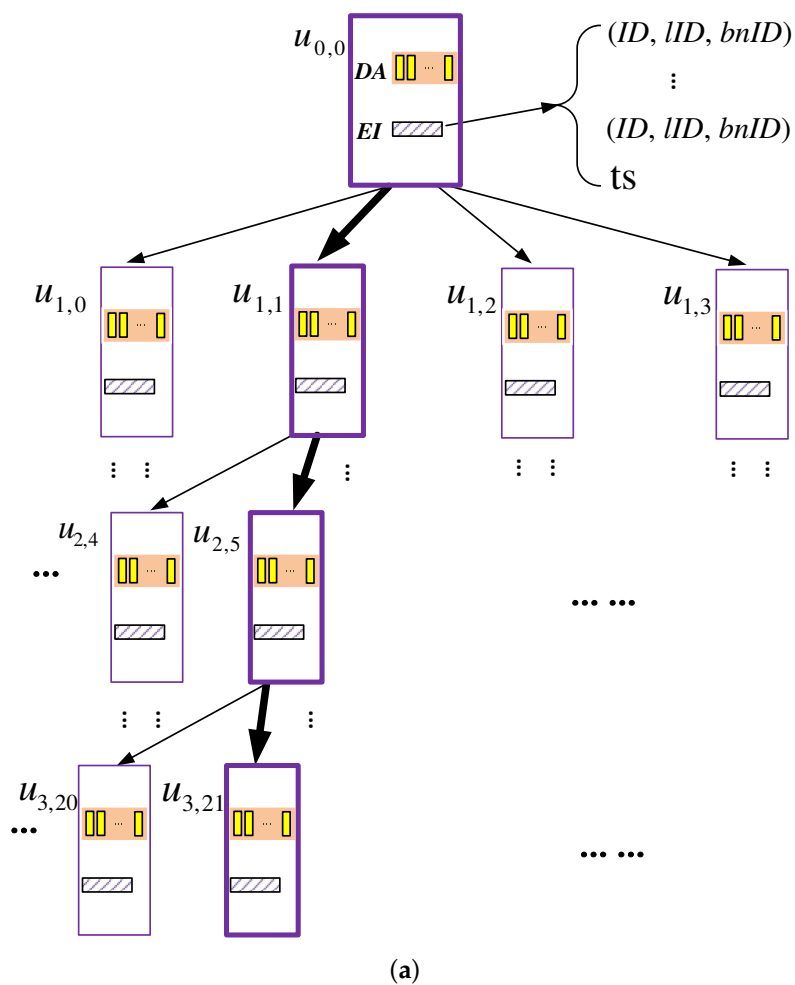 u0,0
DA ...
EI
(ID, lID, bnID)
⋮
(ID, lID, bnID)
ts
u1,0 ...
u1,1 ...
u1,2 ...
u1,3 ...
⋮ ⋮ ⋮ ⋮ ⋮ ⋮ ⋮
... u2,4 ...
u2,5 ...
... ...
⋮ ⋮ ⋮
... u3,20 ...
u3,21 ...
... ...
(a)